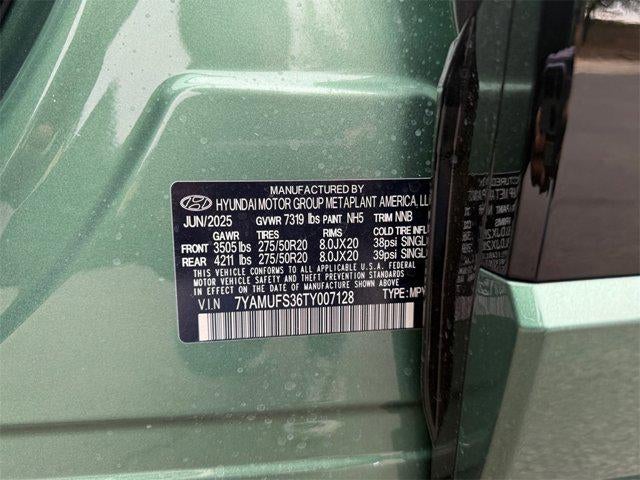 MANUFACTURED BY
HYUNDAI MOTOR GROUP METAPLANT AMERICA, LL
JUN/2025 GVWR 7319 lbs PAINT NH5 TRIM NNB
GAWR TIRES RIMS COLD TIRE INFL
FRONT 3505 lbs 275/50R20 8.0JX20 38psi SINGL
REAR 4211 lbs 275/50R20 8.0JX20 39psi SINGL
THIS VEHICLE CONFORMS TO ALL APPLICABLE U.S.A. FEDERAL
MOTOR VEHICLE SAFETY AND THEFT PREVENTION STANDARDS
IN EFFECT ON THE DATE OF MANUFACTURE SHOWN ABOVE.
V.I.N 7YAMUFS36TY007128 TYPE: MPV